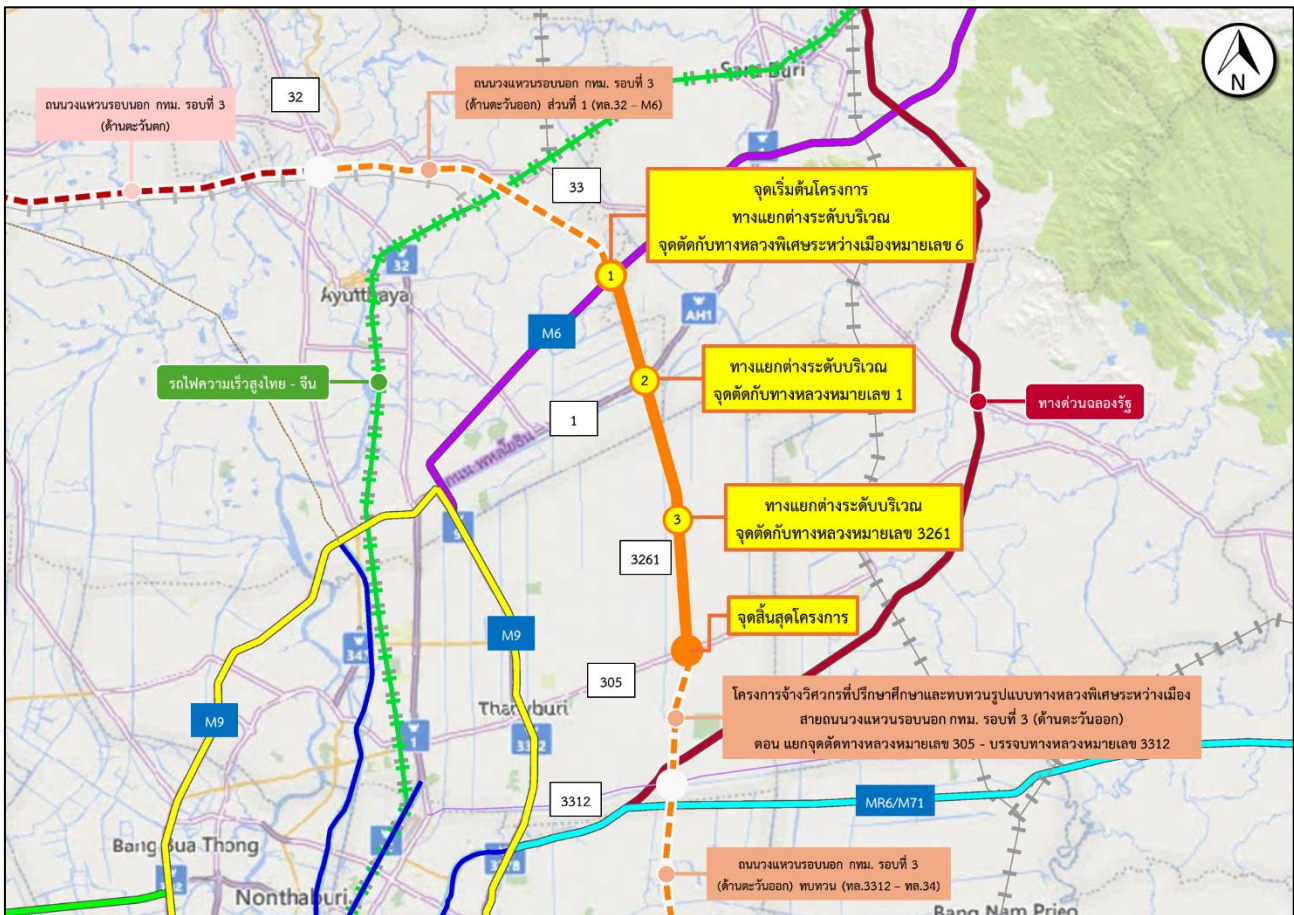 N
Sara Buri
ถนนวงแหวนรอบนอก กทม. รอบที่ 3
(ด้านตะวันออก) ส่วนที่ 1 (ทล.32 – M6)
32
ถนนวงแหวนรอบนอก กทม. รอบที่ 3
(ด้านตะวันตก)
33
จุดเริ่มต้นโครงการ
ทางแยกต่างระดับบริเวณ
จุดตัดกับทางหลวงพิเศษระหว่างเมืองหมายเลข 6
1
32
Ayutthaya
AH1
M6
รถไฟความเร็วสูงไทย - จีน
2
ทางแยกต่างระดับบริเวณ
จุดตัดกับทางหลวงหมายเลข 1
ทางด่วนฉลองรัฐ
1
ถนน-พหลโยธิน
3
ทางแยกต่างระดับบริเวณ
จุดตัดกับทางหลวงหมายเลข 3261
9
3261
จุดสิ้นสุดโครงการ
M9
305
โครงการจ้างวิศวกรที่ปรึกษาศึกษาและทบทวนรูปแบบทางหลวงพิเศษระหว่างเมือง
สายถนนวงแหวนรอบนอก กทม. รอบที่ 3 (ด้านตะวันออก)
ตอน แยกจุดตัดทางหลวงหมายเลข 305 - บรรจบทางหลวงหมายเลข 3312
Thanyburi
M9
1
3312
MR6/M71
Bang Bua Thong
ถนนวงแหวนรอบนอก กทม. รอบที่ 3
(ด้านตะวันออก) ทบทวน (ทล.3312 – ทล.34)
Nonthaburi
Bang Nam Prieo